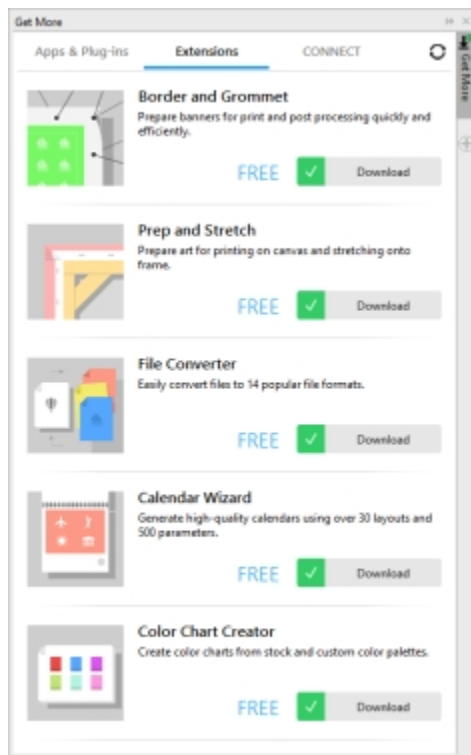 Get More
Apps & Plug-ins Extensions CONNECT
Get More
Border and Grommet
Prepare banners for print and post processing quickly and
efficiently.
FREE Download
Prep and Stretch
Prepare art for printing on canvas and stretching onto
frame.
FREE Download
File Converter
Easily convert files to 14 popular file formats.
FREE Download
Calendar Wizard
Generate high-quality calendars using over 30 layouts and
500 parameters.
FREE Download
Color Chart Creator
Create color charts from stock and custom color palettes.
FREE Download